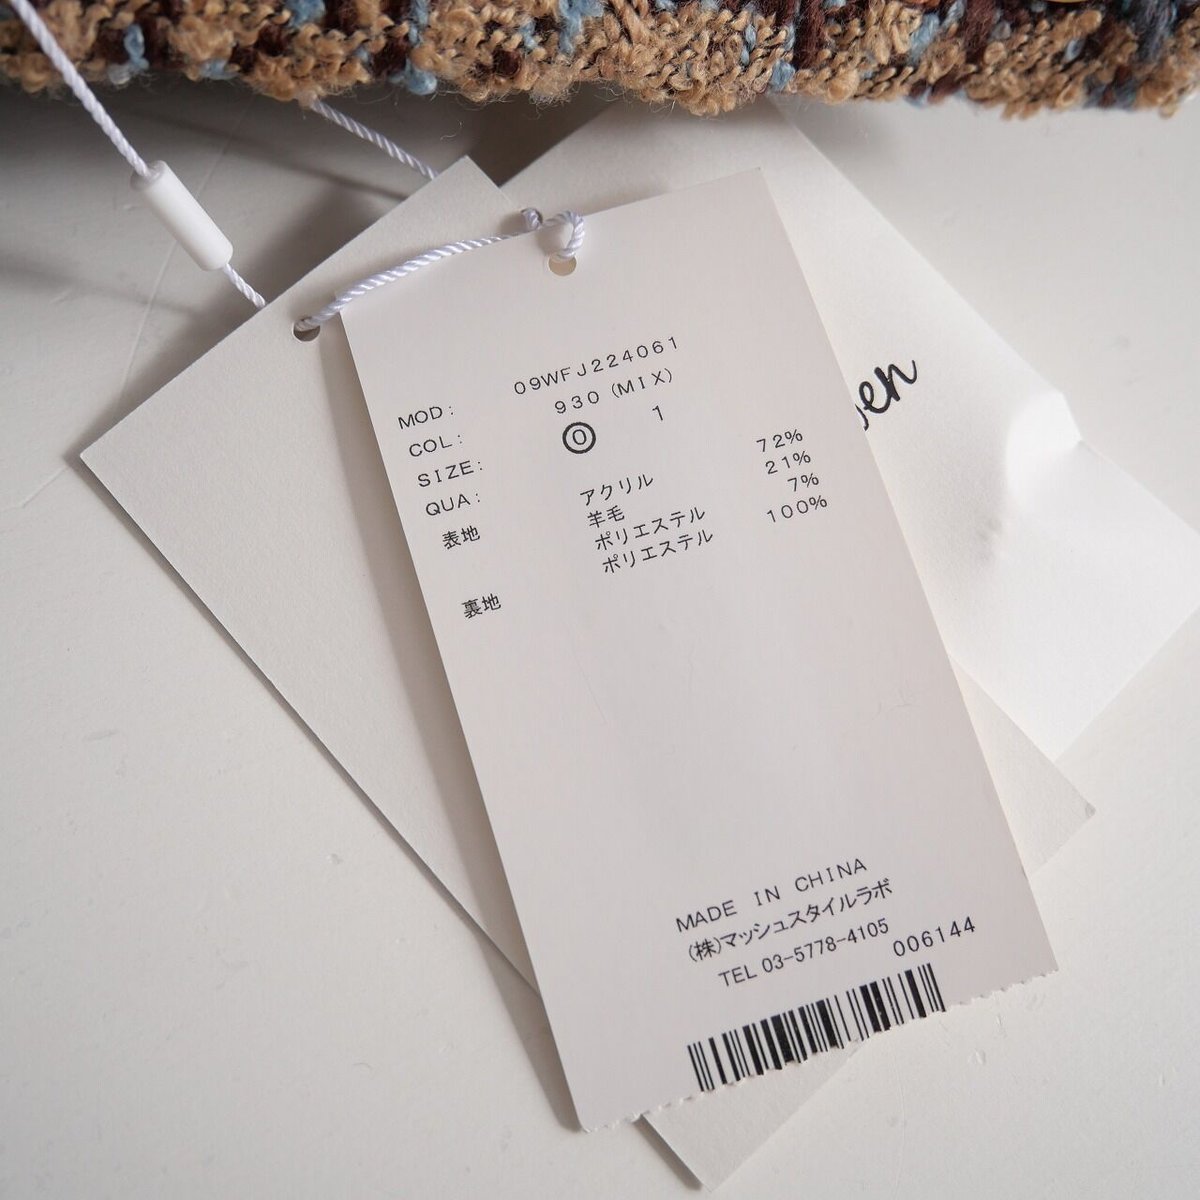 MOD: 09WFJ224061
COL: 930 (MIX)
SIZE: 0 1
QUA:
表地 アクリル 72%
羊毛 21%
ポリエステル 7%
裏地 ポリエステル 100%
MADE IN CHINA
(株)マッシュスタイルラボ
TEL 03-5778-4105
006144